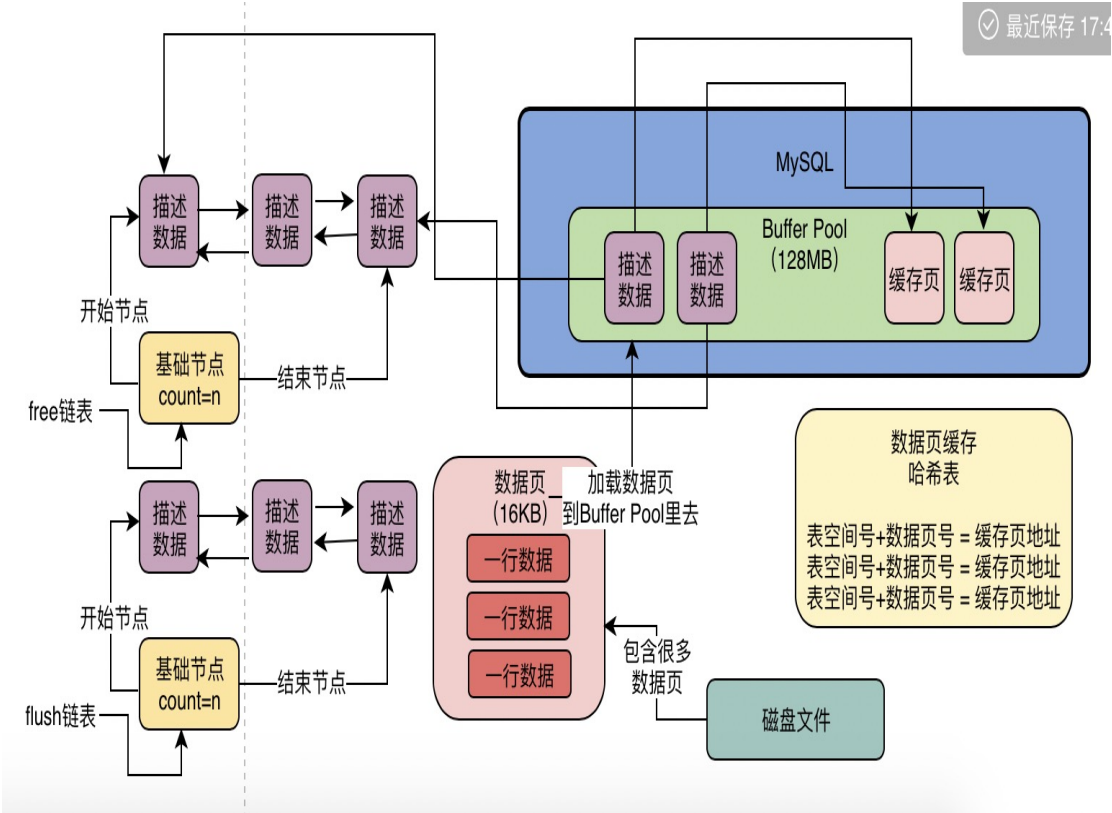 最近保存 17:4
MySQL
Buffer Pool
(128MB)
描述
数据
描述
数据
缓存页
缓存页
描述
数据
描述
数据
描述
数据
开始节点
基础节点
count=n
结束节点
free链表
描述
数据
描述
数据
描述
数据
开始节点
基础节点
count=n
结束节点
flush链表
数据页
(16KB)
一行数据
一行数据
一行数据
加载数据页
到Buffer Pool里去
包含很多
数据页
磁盘文件
数据页缓存
哈希表
表空间号+数据页号 = 缓存页地址
表空间号+数据页号 = 缓存页地址
表空间号+数据页号 = 缓存页地址